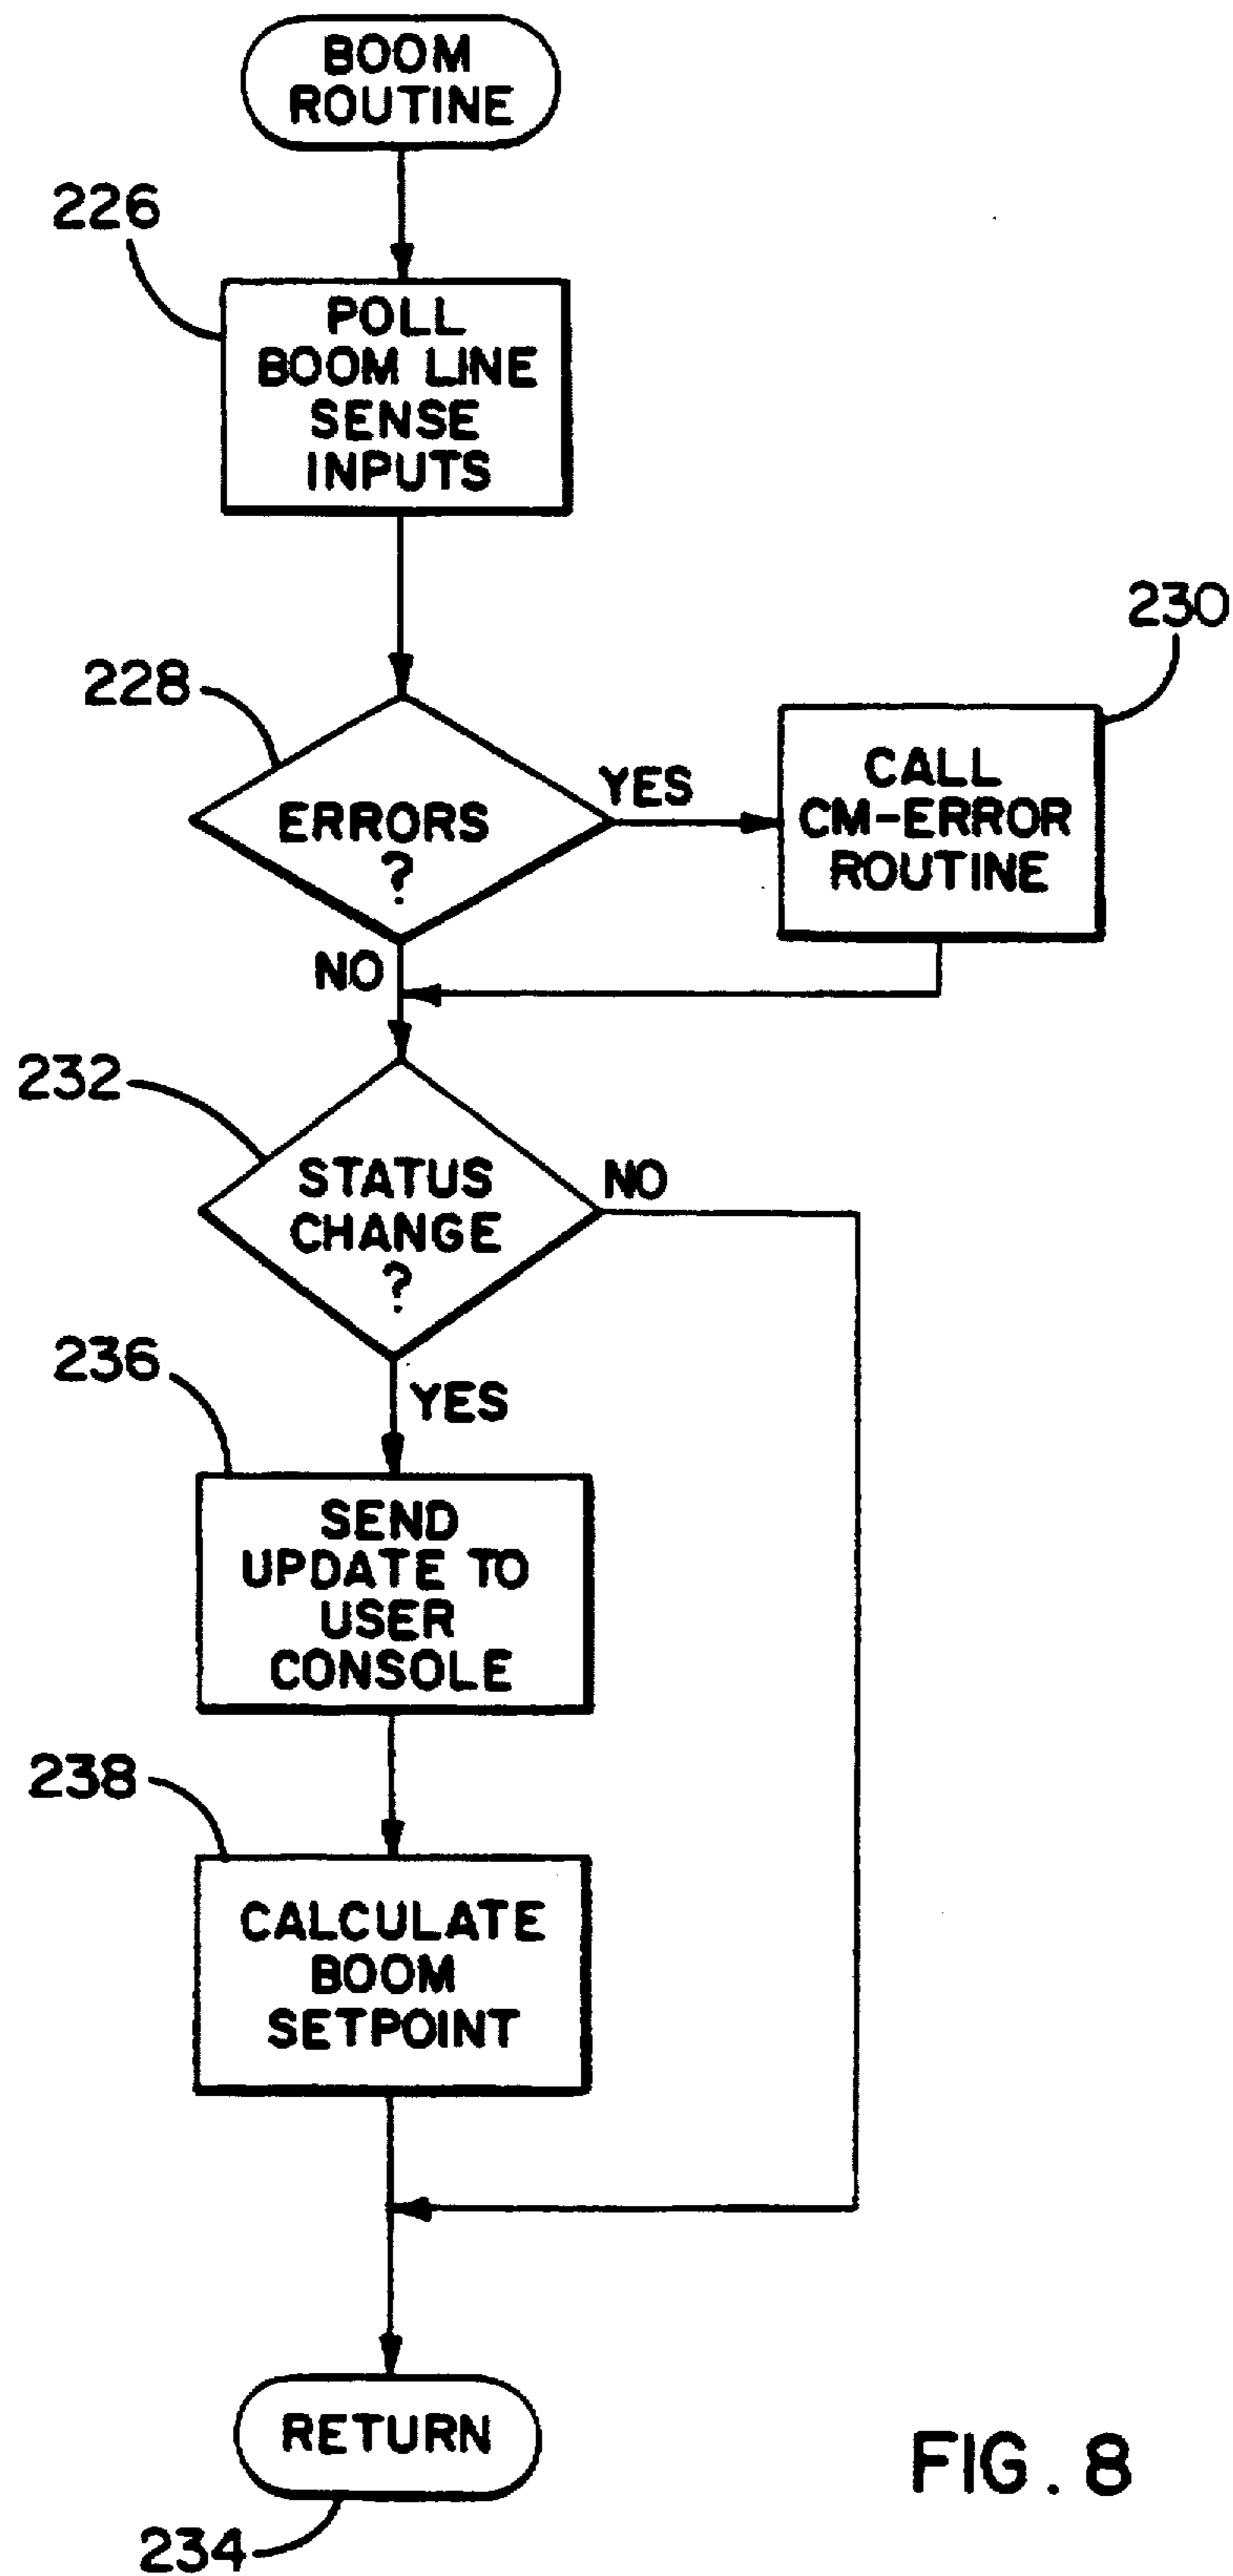 BOOM
ROUTINE
226
POLL
BOOM LINE
SENSE
INPUTS
228
ERRORS
?
YES
230
CALL
CM-ERROR
ROUTINE
NO
232
STATUS
CHANGE
?
NO
YES
236
SEND
UPDATE TO
USER
CONSOLE
238
CALCULATE
BOOM
SETPOINT
RETURN
234
FIG. 8